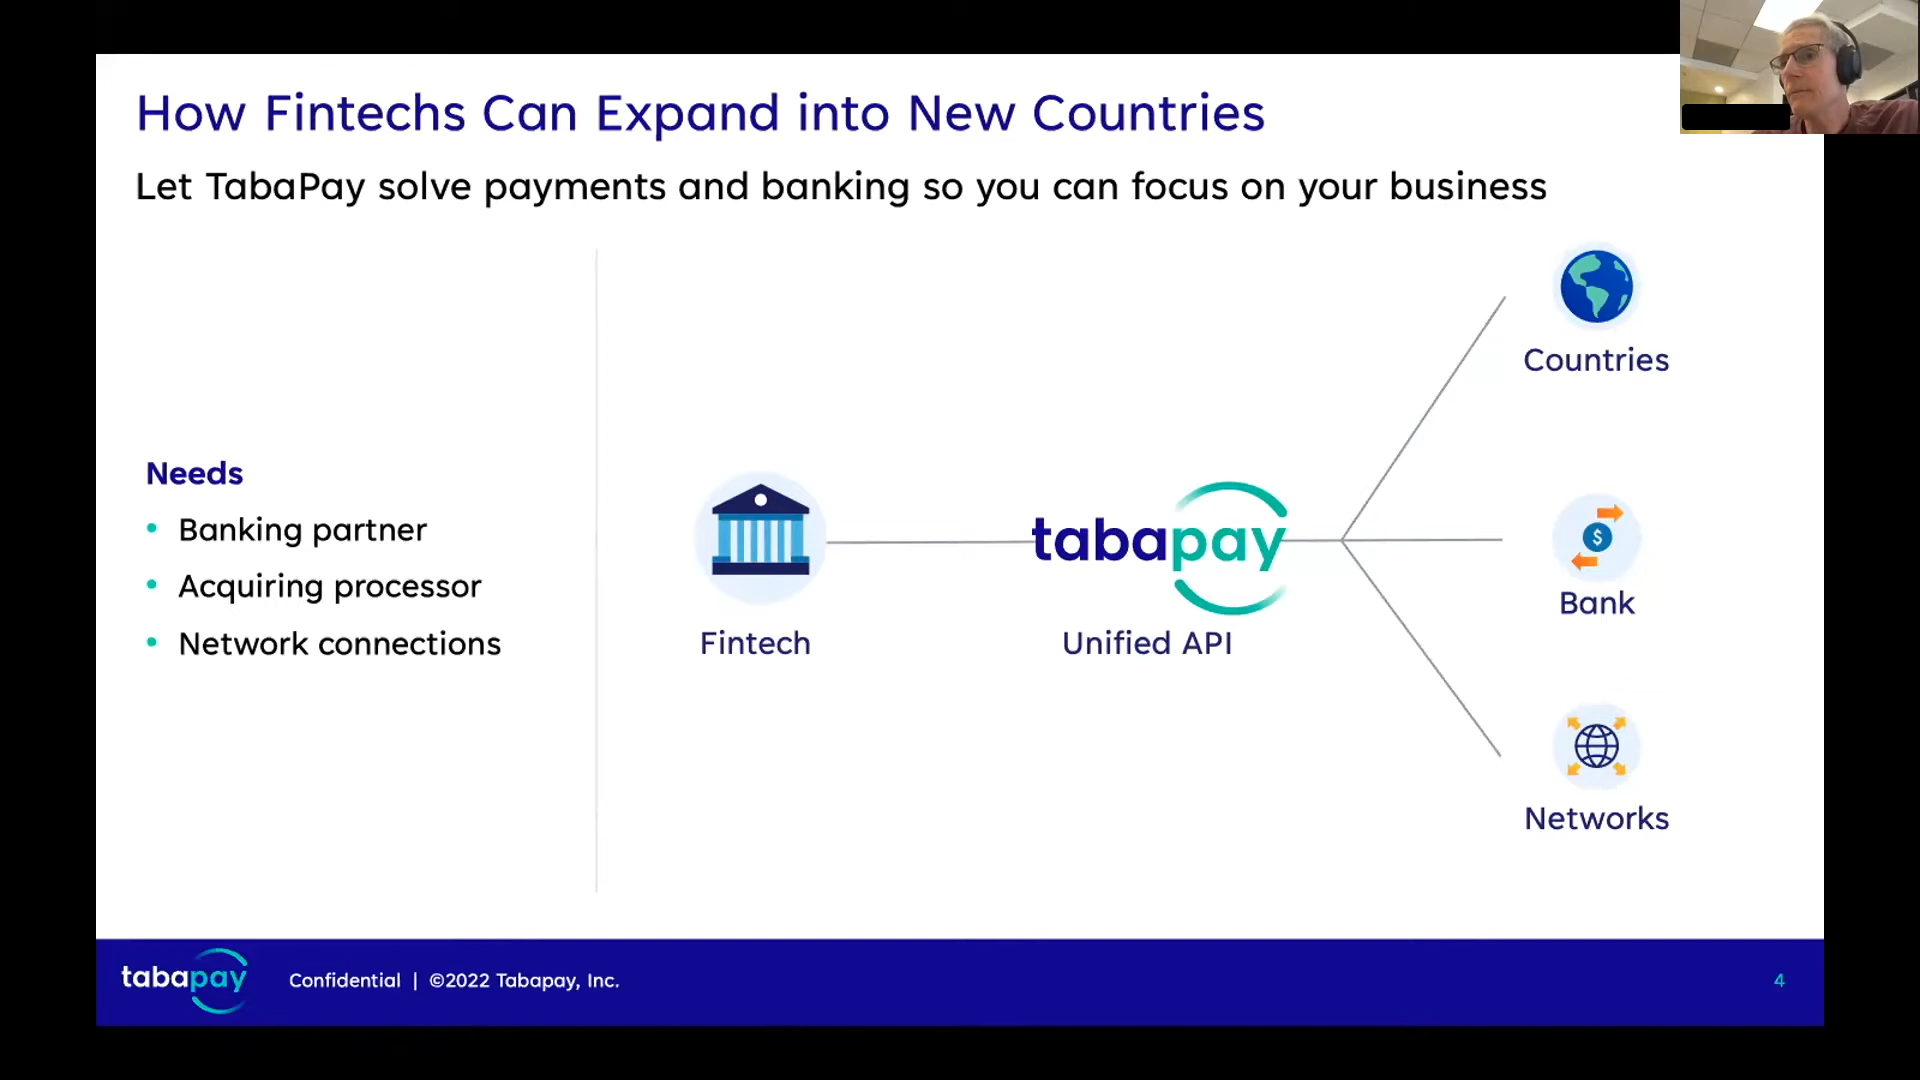 How Fintechs Can Expand into New Countries
Let TabaPay solve payments and banking so you can focus on your business
Needs
• Banking partner
• Acquiring processor
• Network connections
Fintech
tabapay
Unified API
Countries
$
Bank
Networks
tabapay
Confidential | ©2022 Tabapay, Inc.
4